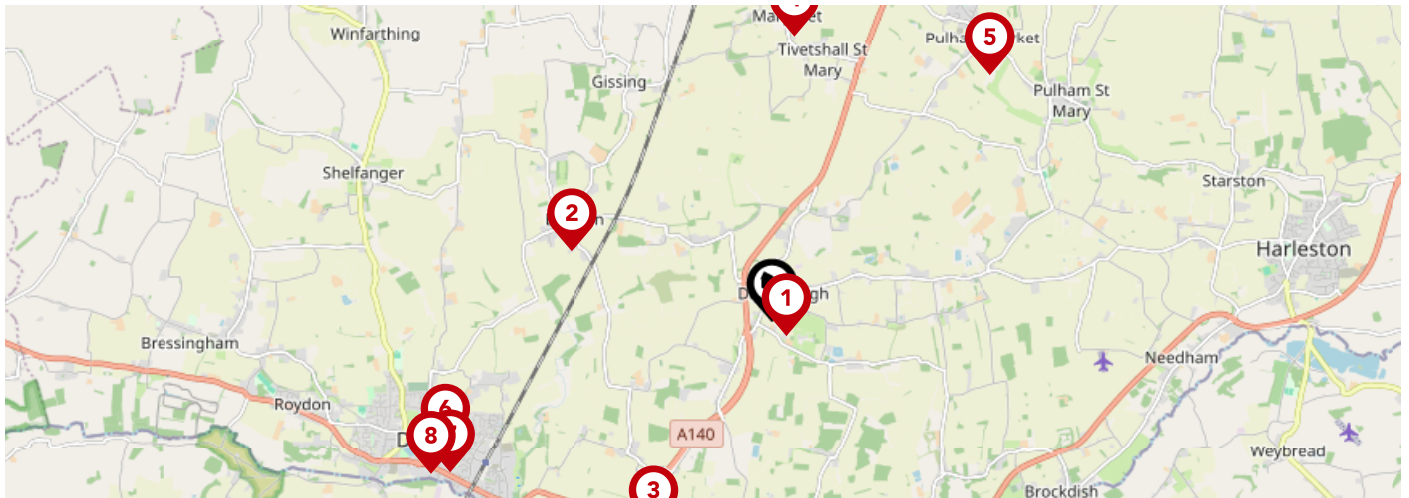 Winfarthing
Tivetshall St
Mary
5
Gissing
Pulham St
Mary
Shelfanger
Starston
2
Harleston
1
Bressingham
Needham
Roydon
6
8
A140
Weybread
3
Brockdish